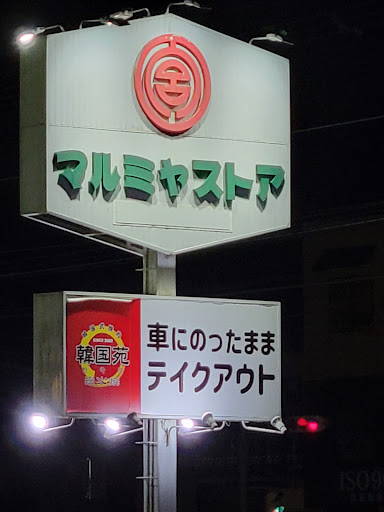 マルミヤストア
韓国苑
車にのったまま
テイクアウト